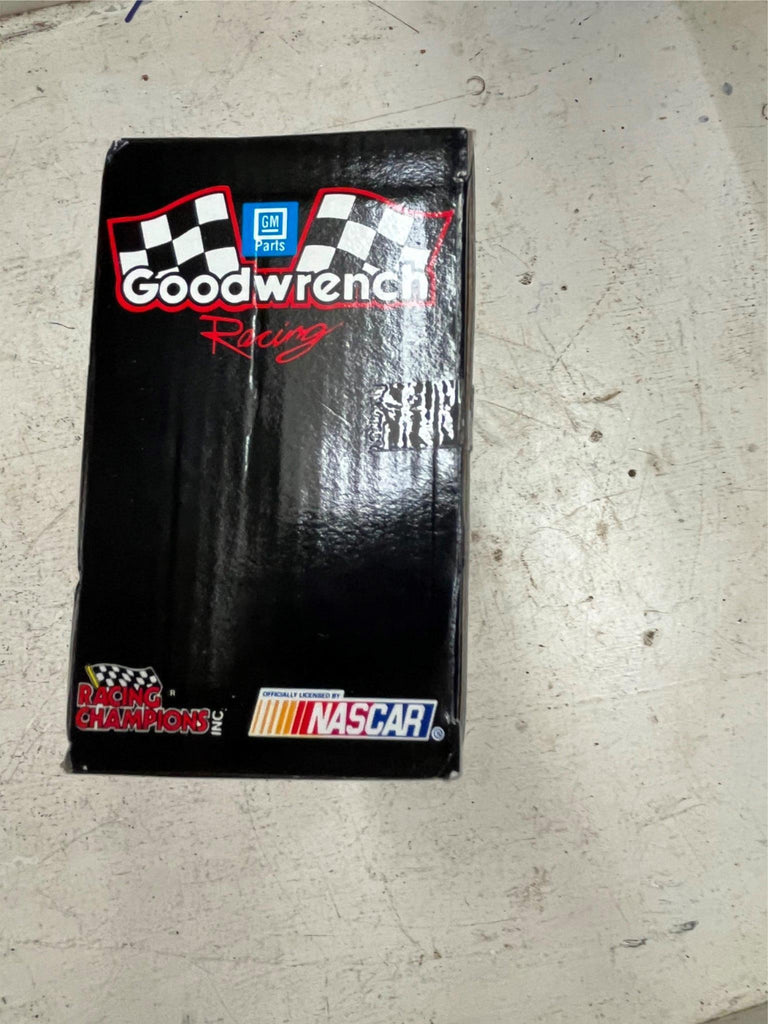 GM
Parts
Goodwrench
Racing
RACING ®
CHAMPIONS INC.
OFFICIALLY LICENSED BY
NASCAR ®